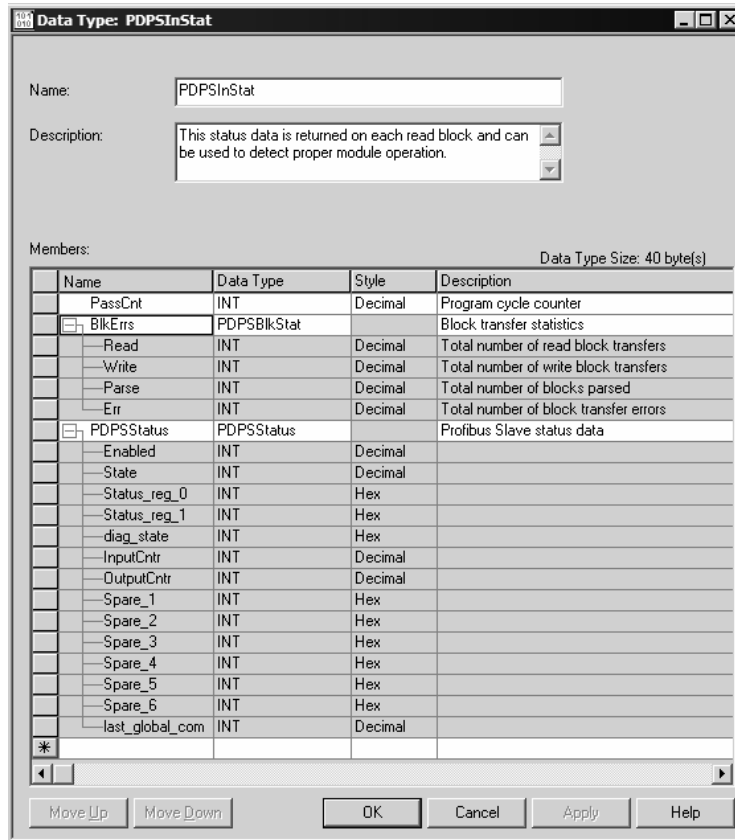 Data Type: PDPSInStat
Name: PDPSInStat
Description: This status data is returned on each read block and can
be used to detect proper module operation.
Members: Data Type Size: 40 byte(s)
Name Data Type Style Description
PassCnt INT Decimal Program cycle counter
BlkErrs PDPSBlkStat Block transfer statistics
Read INT Decimal Total number of read block transfers
Write INT Decimal Total number of write block transfers
Parse INT Decimal Total number of blocks parsed
Err INT Decimal Total number of block transfer errors
PDPSStatus PDPSStatus Profibus Slave status data
Enabled INT Decimal
State INT Decimal
Status_reg_0 INT Hex
Status_reg_1 INT Hex
diag_state INT Hex
InputCntr INT Decimal
OutputCntr INT Decimal
Spare_1 INT Hex
Spare_2 INT Hex
Spare_3 INT Hex
Spare_4 INT Hex
Spare_5 INT Hex
Spare_6 INT Hex
last_global_com INT Decimal
Move Up Move Down OK Cancel Apply Help